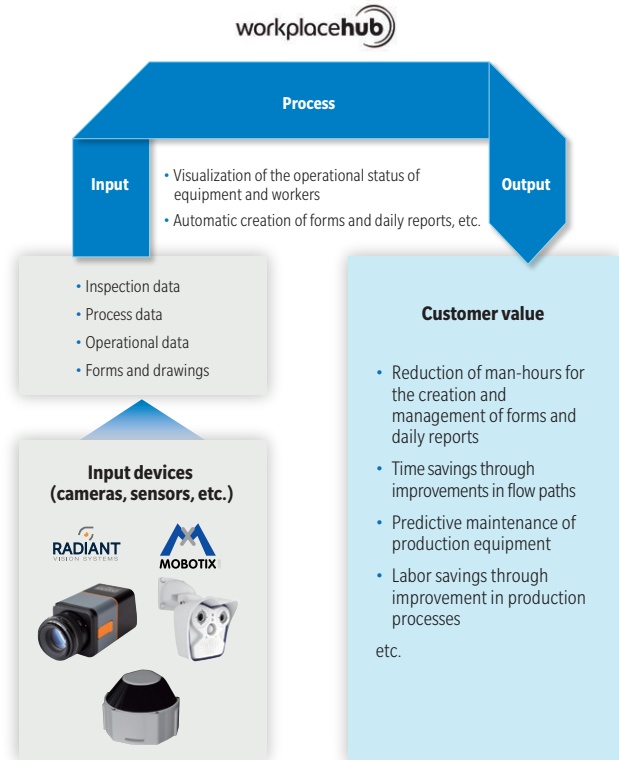 workplacehub
Process
Input
• Visualization of the operational status of
equipment and workers
• Automatic creation of forms and daily reports, etc.
Output
• Inspection data
• Process data
• Operational data
• Forms and drawings
Input devices
(cameras, sensors, etc.)
RADIANT
VISION SYSTEMS
MOBOTIX
Customer value
• Reduction of man-hours for
the creation and
management of forms and
daily reports
• Time savings through
improvements in flow paths
• Predictive maintenance of
production equipment
• Labor savings through
improvement in production
processes
etc.